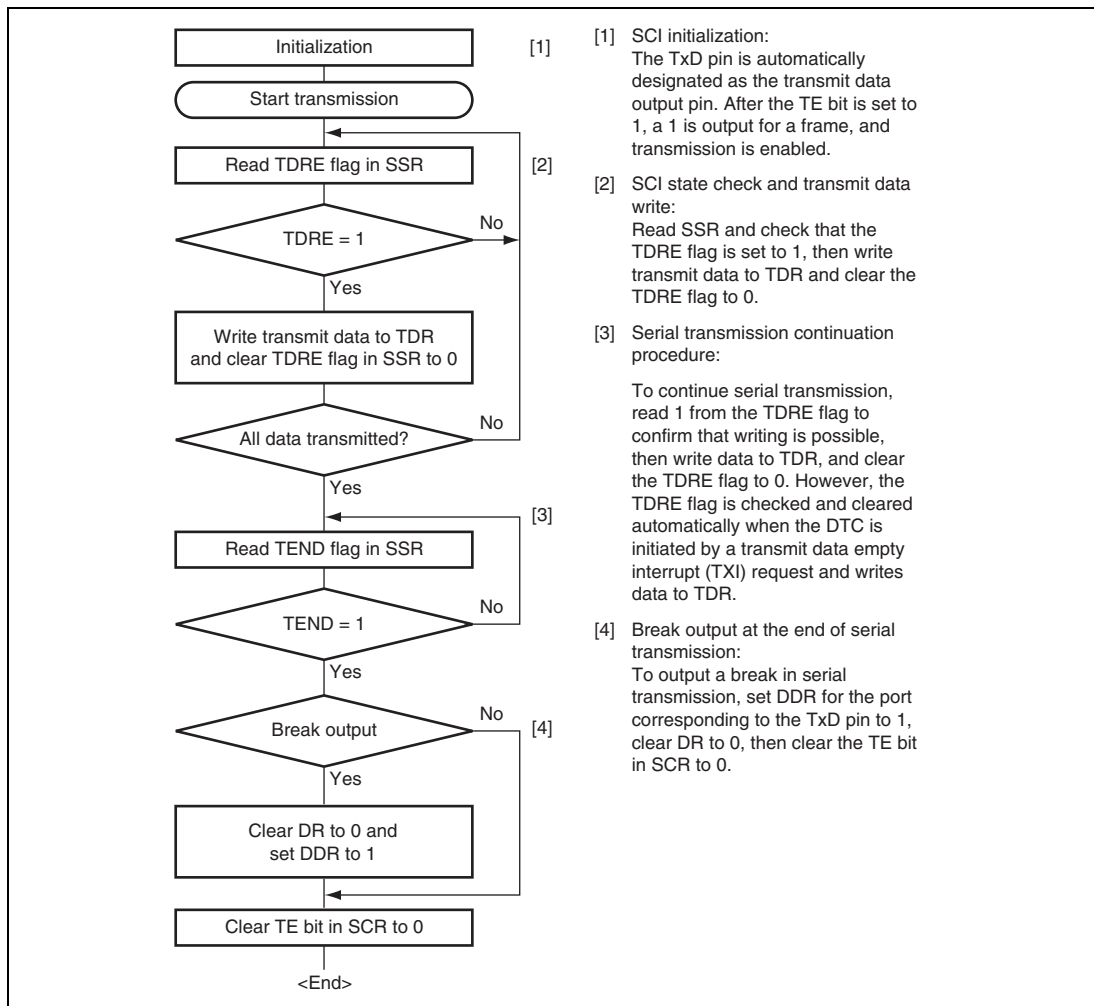 Initialization
[1]
Start transmission
Read TDRE flag in SSR
[2]
No
TDRE = 1
Yes
Write transmit data to TDR
and clear TDRE flag in SSR to 0
No
All data transmitted?
Yes
[3]
Read TEND flag in SSR
No
TEND = 1
Yes
No
Break output
[4]
Yes
Clear DR to 0 and
set DDR to 1
Clear TE bit in SCR to 0
<End>
[1] SCI initialization:
The TxD pin is automatically
designated as the transmit data
output pin. After the TE bit is set to
1, a 1 is output for a frame, and
transmission is enabled.
[2] SCI state check and transmit data
write:
Read SSR and check that the
TDRE flag is set to 1, then write
transmit data to TDR and clear the
TDRE flag to 0.
[3] Serial transmission continuation
procedure:
To continue serial transmission,
read 1 from the TDRE flag to
confirm that writing is possible,
then write data to TDR, and clear
the TDRE flag to 0. However, the
TDRE flag is checked and cleared
automatically when the DTC is
initiated by a transmit data empty
interrupt (TXI) request and writes
data to TDR.
[4] Break output at the end of serial
transmission:
To output a break in serial
transmission, set DDR for the port
corresponding to the TxD pin to 1,
clear DR to 0, then clear the TE bit
in SCR to 0.